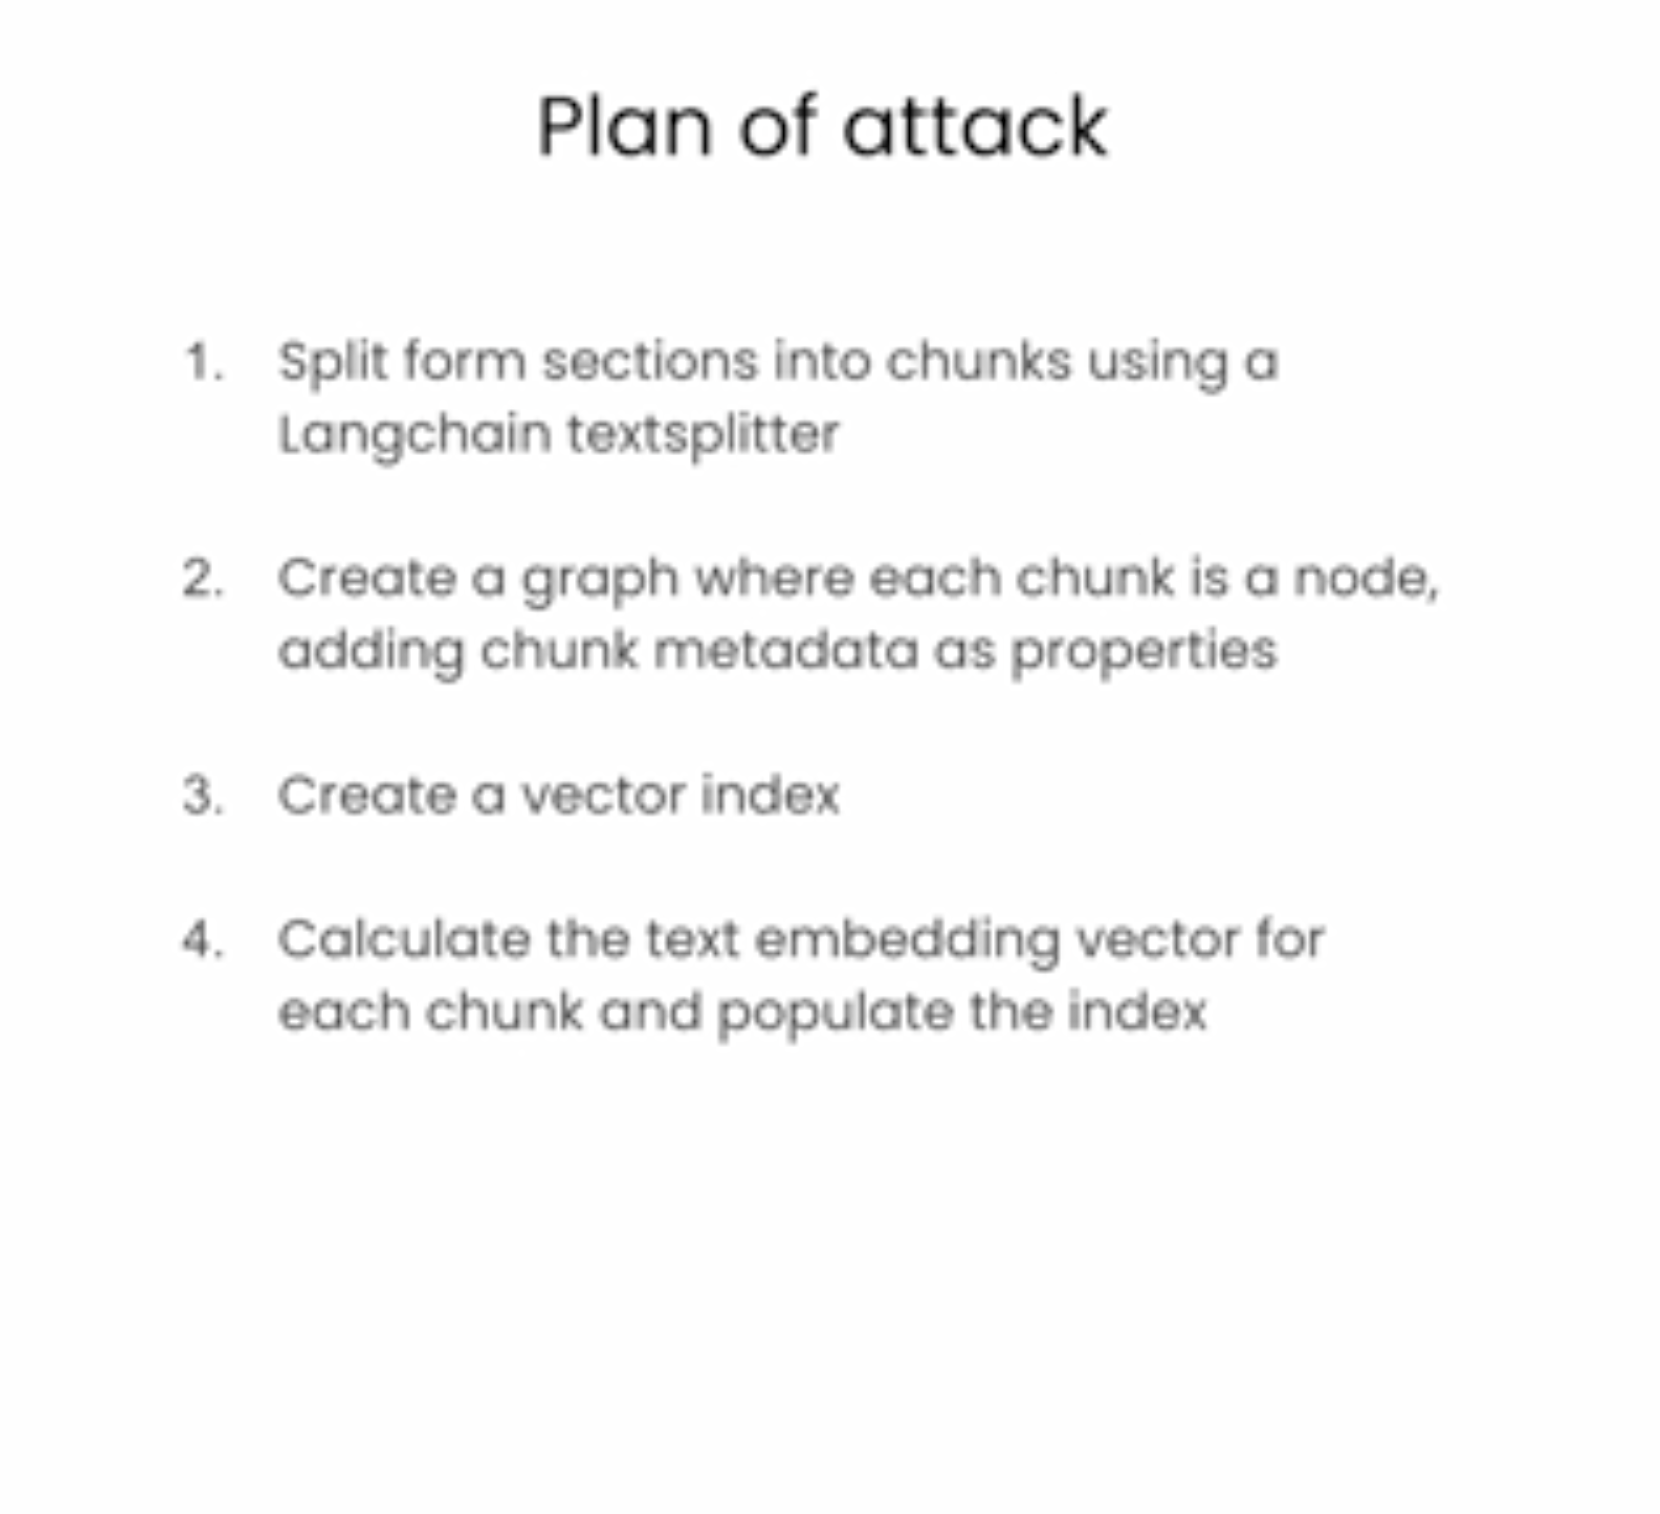 Plan of attack
1. Split form sections into chunks using a
Langchain textsplitter
2. Create a graph where each chunk is a node,
adding chunk metadata as properties
3. Create a vector index
4. Calculate the text embedding vector for
each chunk and populate the index